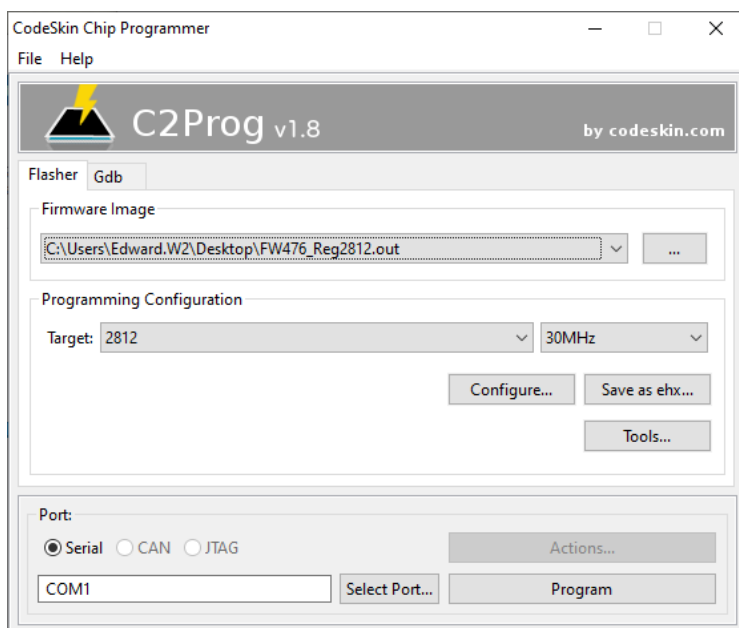 CodeSkin Chip Programmer
File Help
C2Prog v1.8
by codeskin.com
Flasher Gdb
Firmware Image
C:\Users\Edward.W2\Desktop\FW476_Reg2812.out ...
Programming Configuration
Target: 2812 30MHz
Configure... Save as ehx...
Tools...
Port:
Serial CAN JTAG Actions...
COM1 Select Port... Program